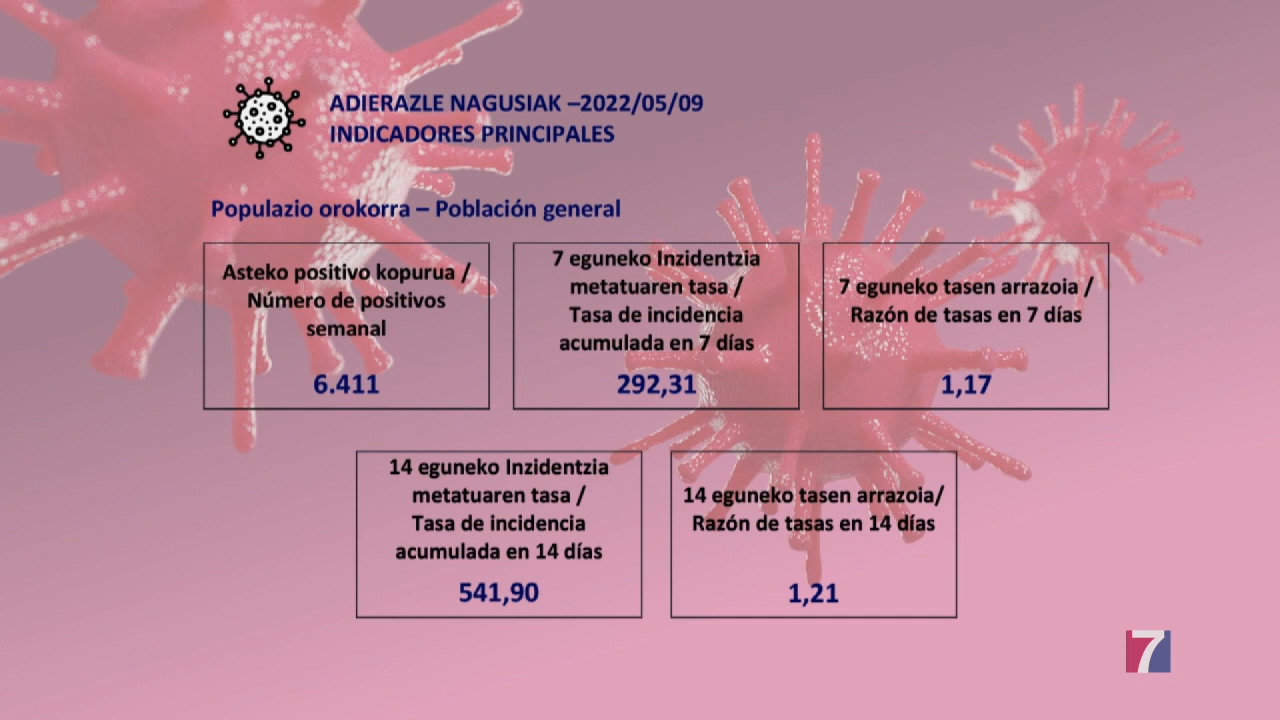 ADIERAZLE NAGUSIAK –2022/05/09
INDICADORES PRINCIPALES
Populazio orokorra – Población general
Asteko positivo kopurua /
Número de positivos
semanal
6.411
7 eguneko Inzidentzia
metatuaren tasa /
Tasa de incidencia
acumulada en 7 días
292,31
7 eguneko tasen arrazoia /
Razón de tasas en 7 días
1,17
14 eguneko Inzidentzia
metatuaren tasa /
Tasa de incidencia
acumulada en 14 días
541,90
14 eguneko tasen arrazoia/
Razón de tasas en 14 días
1,21
7